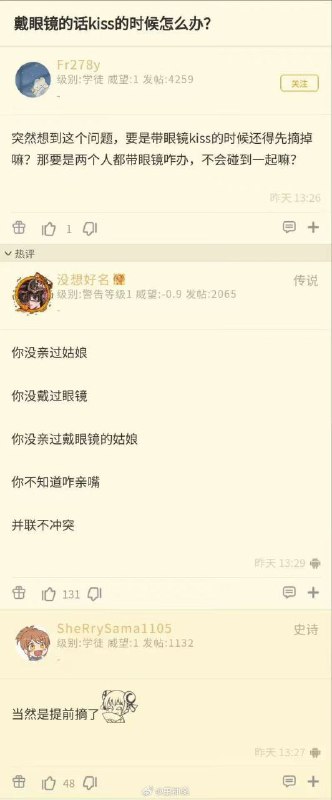 戴眼镜的话kiss的时候怎么办?
Fr278y
级别:学徒 威望:1 发帖:4259
-
关注
突然想到这个问题，要是带眼镜kiss的时候还得先摘掉
嘛？那要是两个人都带眼镜咋办，不会碰到一起嘛？
昨天 13:26
1
热评
没想好名
传说
级别:警告等级1 威望:-0.9 发帖:2065
你没亲过姑娘
你没戴过眼镜
你没亲过戴眼镜的姑娘
你不知道咋亲嘴
并联不冲突
昨天 13:29
131
SheRrySama1105
史诗
级别:学徒 威望:1 发帖:1132
-
当然是提前摘了
昨天 13:27
48